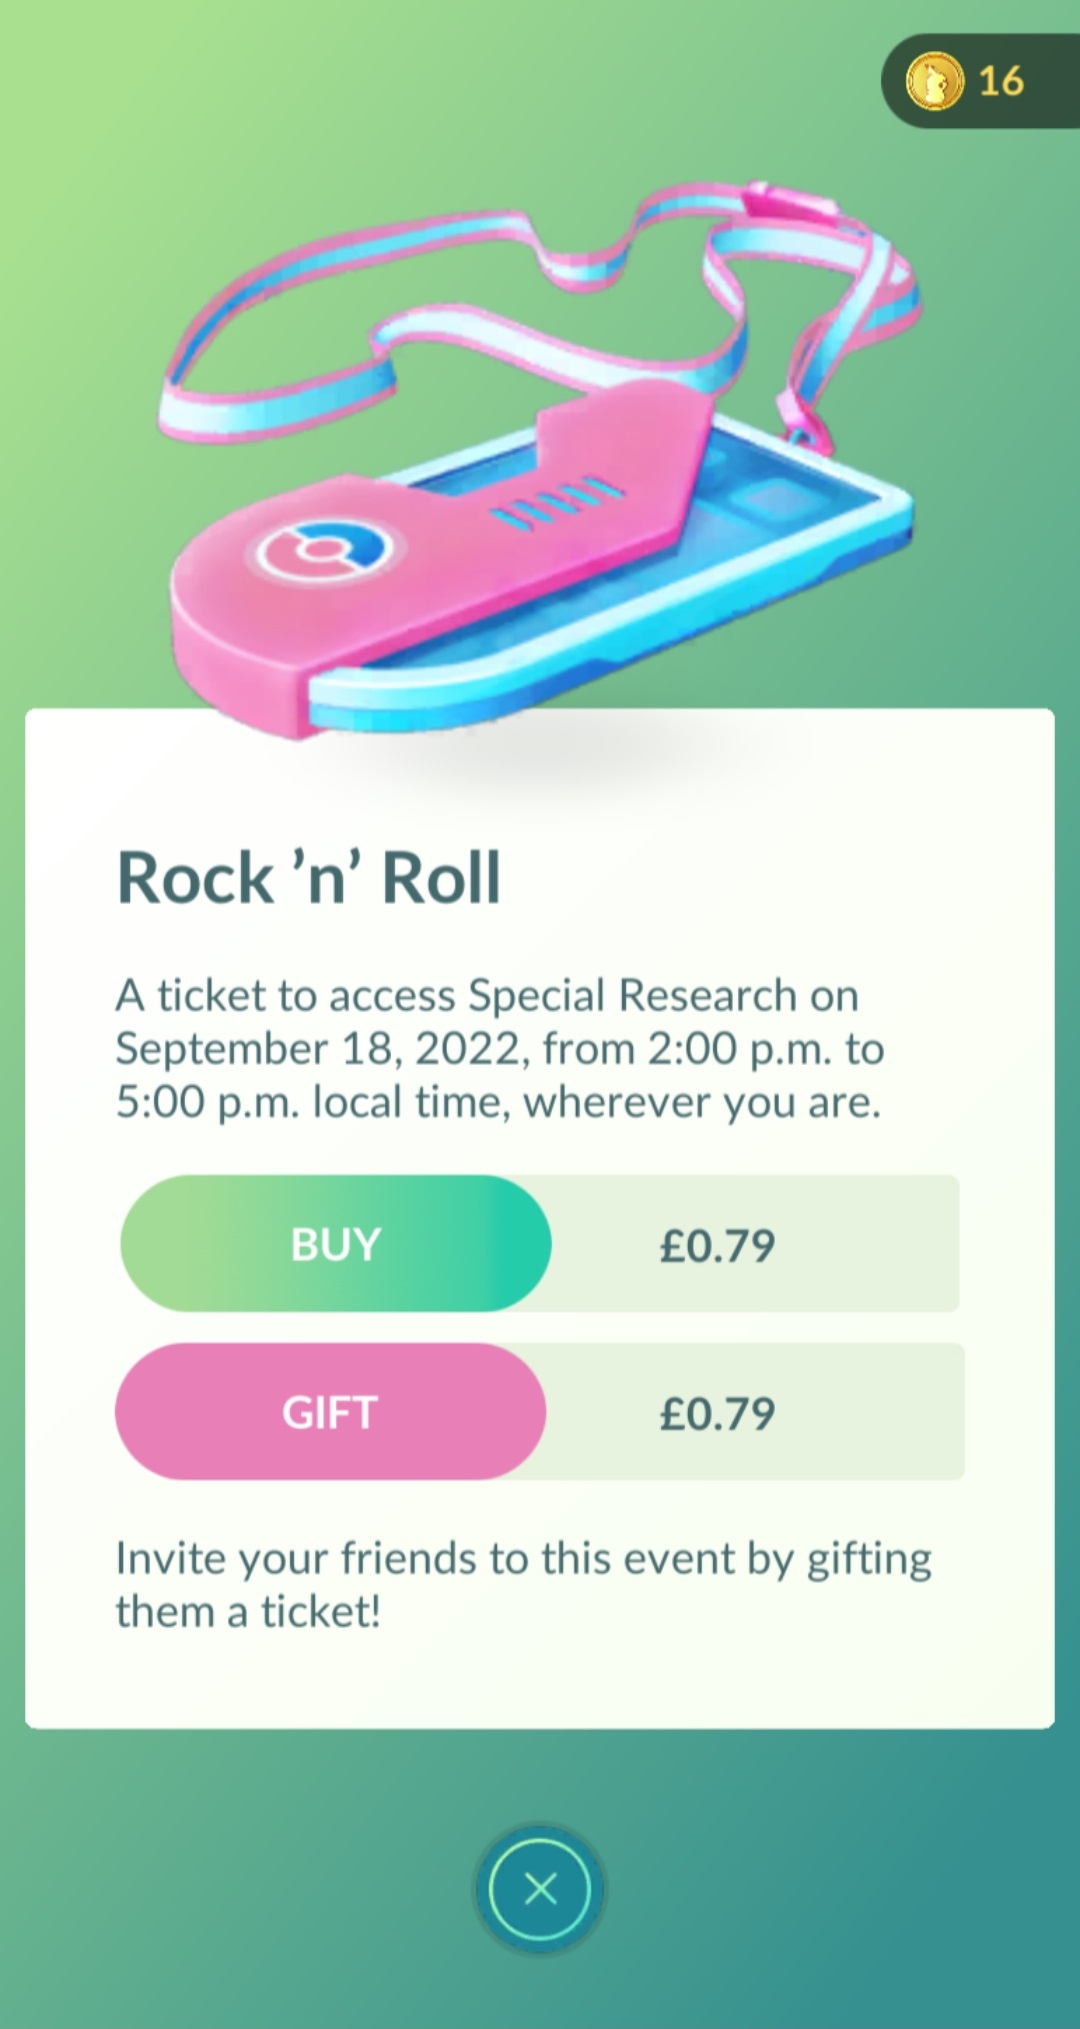 16
Rock ’n’ Roll
A ticket to access Special Research on
September 18, 2022, from 2:00 p.m. to
5:00 p.m. local time, wherever you are.
BUY £0.79
GIFT £0.79
Invite your friends to this event by gifting
them a ticket!